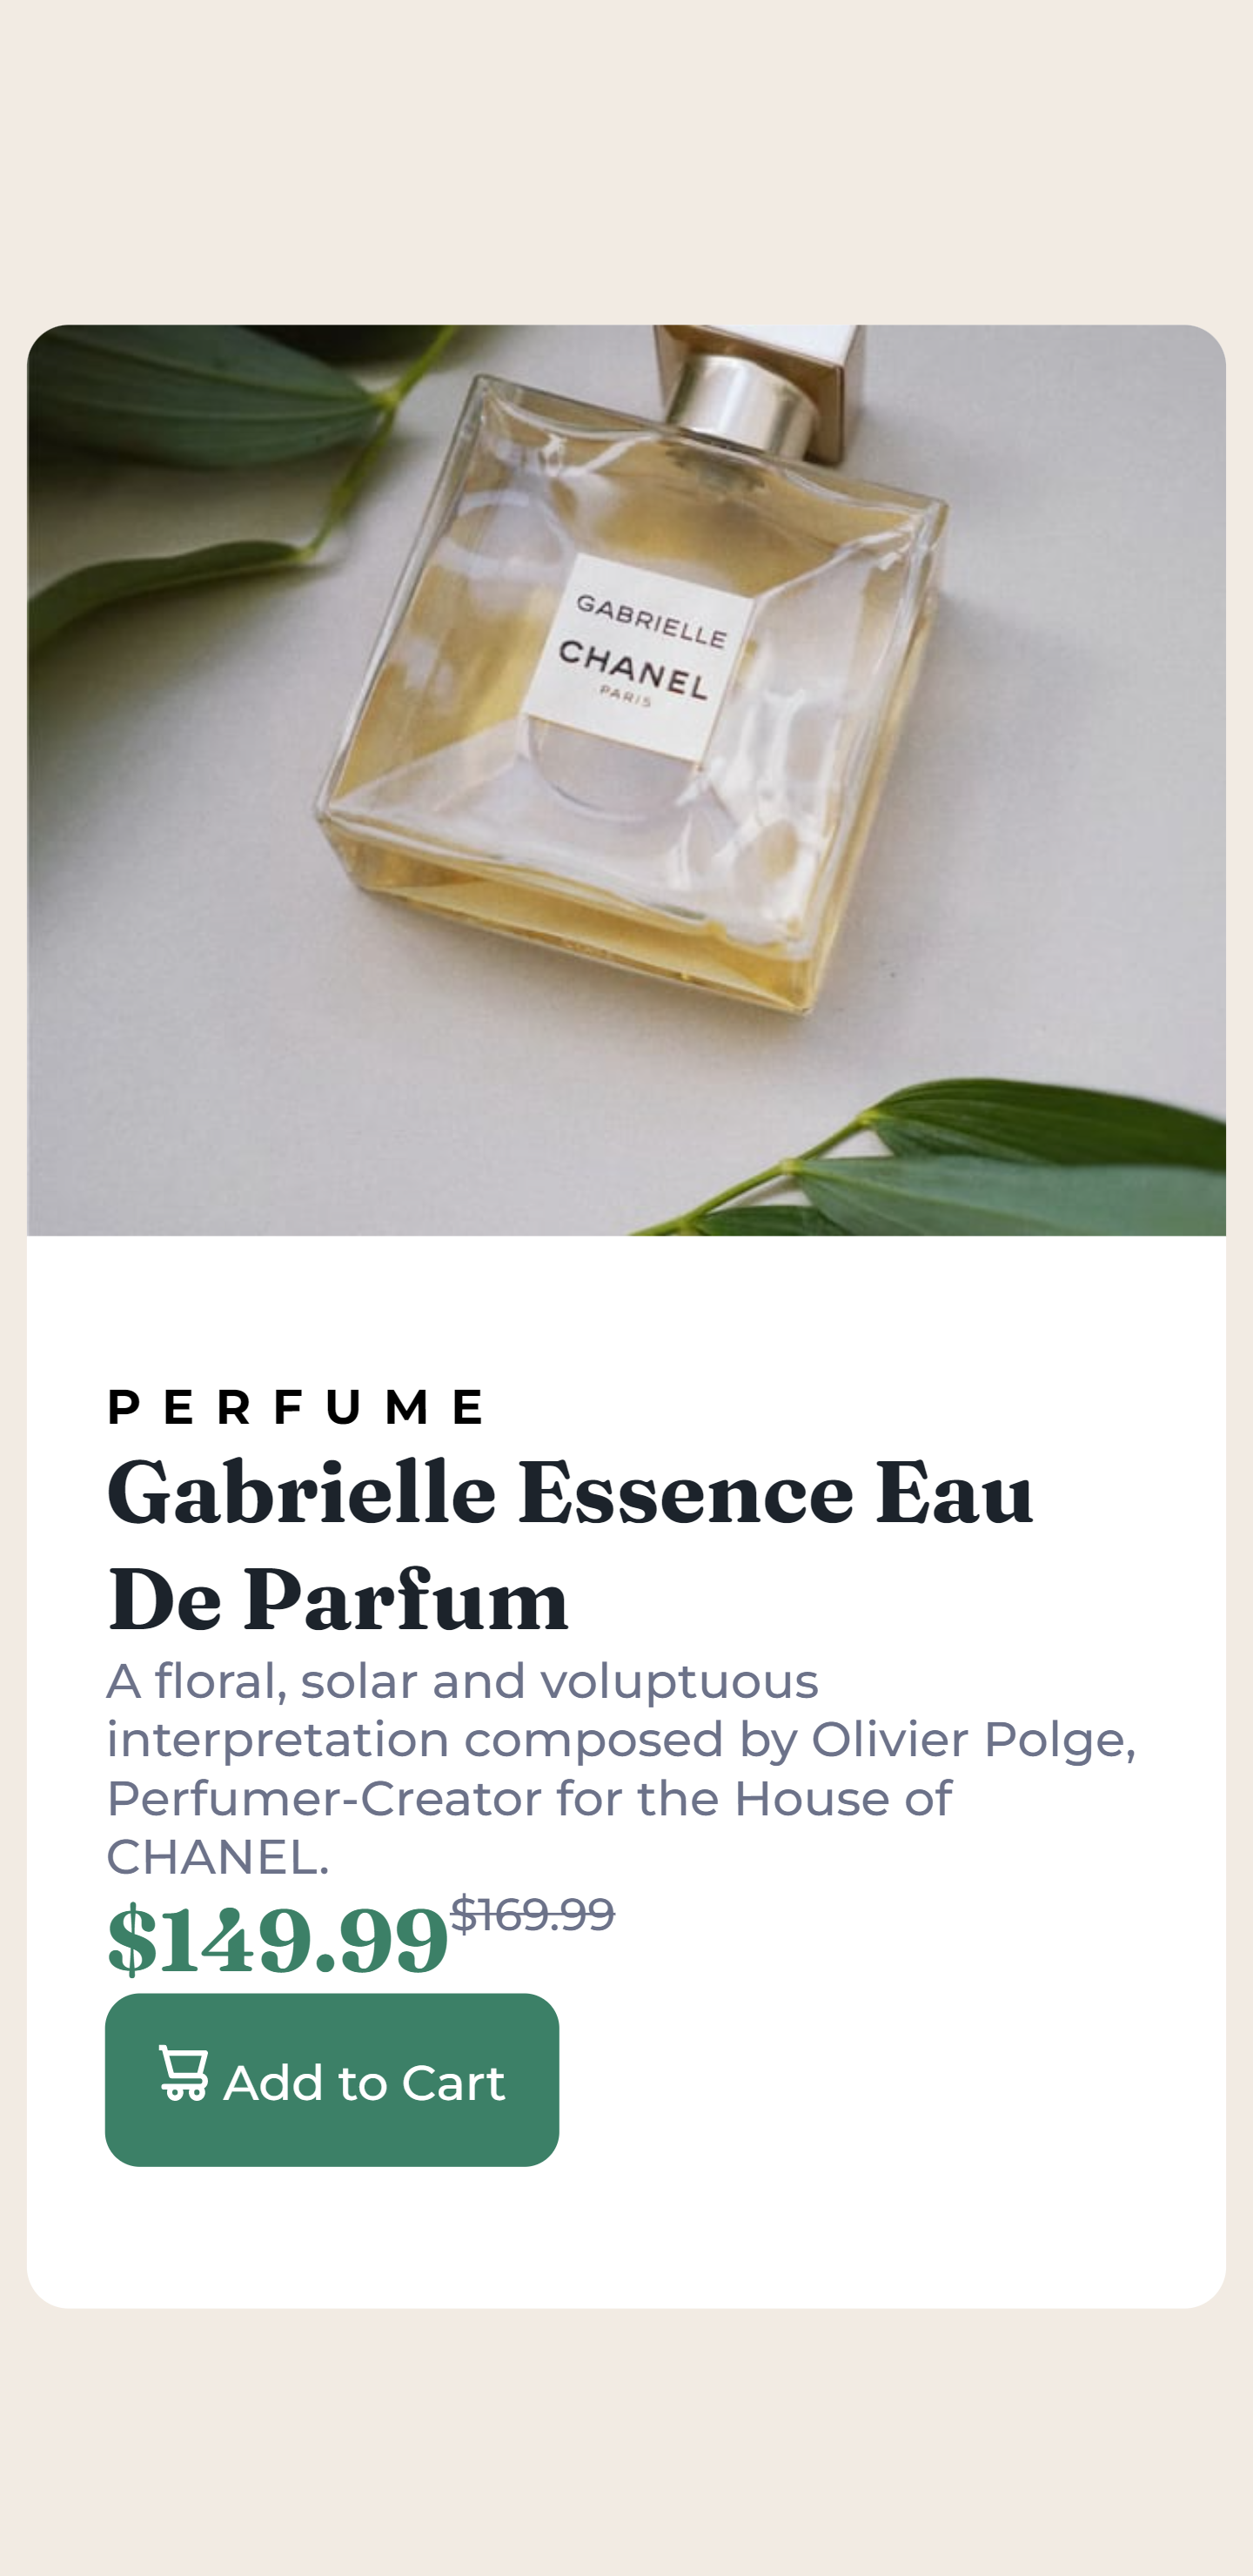 GABRIELLE
CHANEL
PARIS
PERFUME
Gabrielle Essence Eau
De Parfum
A floral, solar and voluptuous
interpretation composed by Olivier Polge,
Perfumer-Creator for the House of
CHANEL.
$149.99 $169.99
Add to Cart